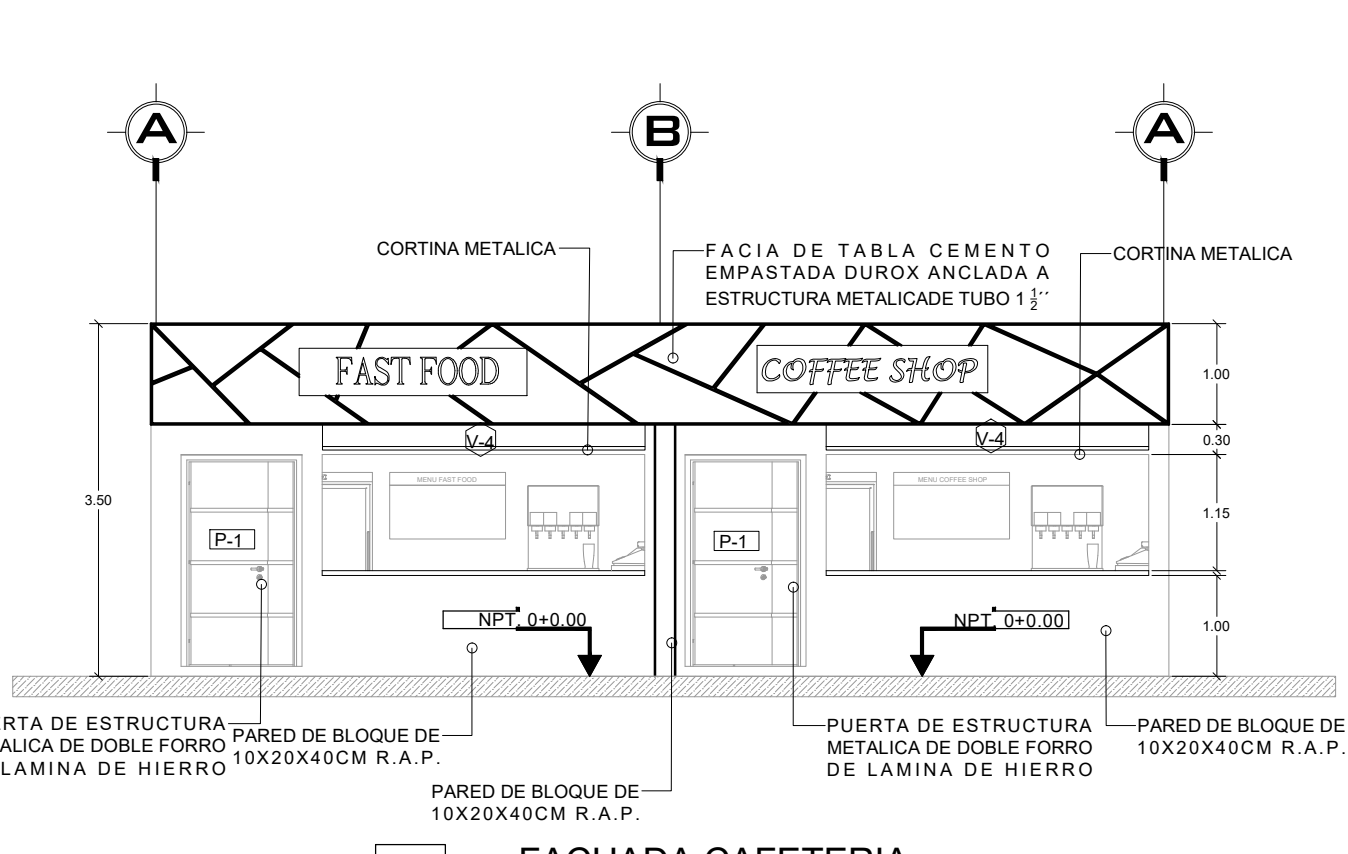 A
B
A
CORTINA METALICA
FACIA DE TABLA CEMENTO
EMPASTADA DUROX ANCLADA A
ESTRUCTURA METALICADE TUBO 1 1/2´´
CORTINA METALICA
FAST FOOD
COFFEE SHOP
1.00
V-4
V-4
0.30
MENU FAST FOOD
MENU COFFEE SHOP
3.50
1.15
P-1
P-1
NPT. 0+0.00
NPT. 0+0.00
1.00
RTA DE ESTRUCTURA
ALICA DE DOBLE FORRO
LAMINA DE HIERRO
PARED DE BLOQUE DE
10X20X40CM R.A.P.
PUERTA DE ESTRUCTURA
METALICA DE DOBLE FORRO
DE LAMINA DE HIERRO
PARED DE BLOQUE DE
10X20X40CM R.A.P.
PARED DE BLOQUE DE
10X20X40CM R.A.P.
FACHADA CAFETERIA